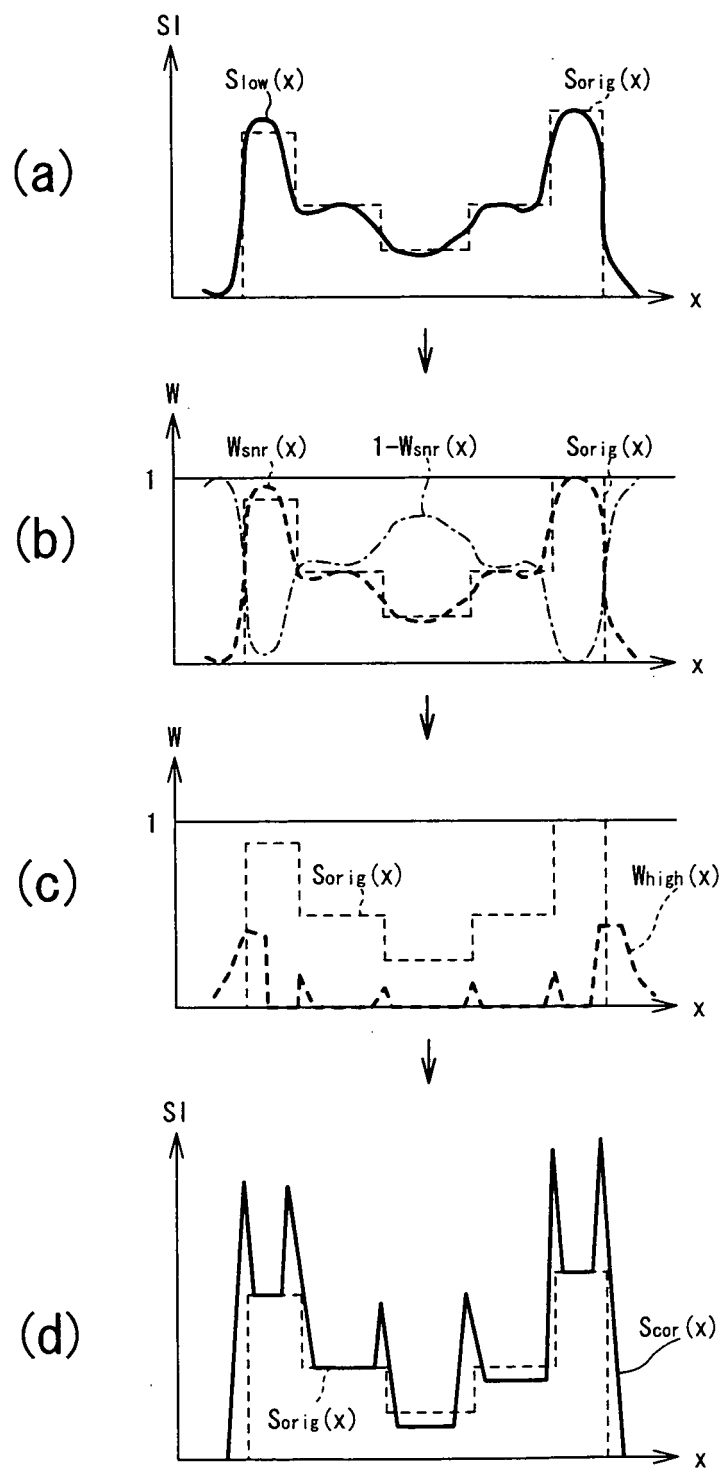 (a)
SI
Slow(x)
Sorig(x)
x
(b)
W
1
Wsnr(x)
1-Wsnr(x)
Sorig(x)
x
(c)
W
1
Sorig(x)
Whigh(x)
x
(d)
SI
Sorig(x)
Scor(x)
x